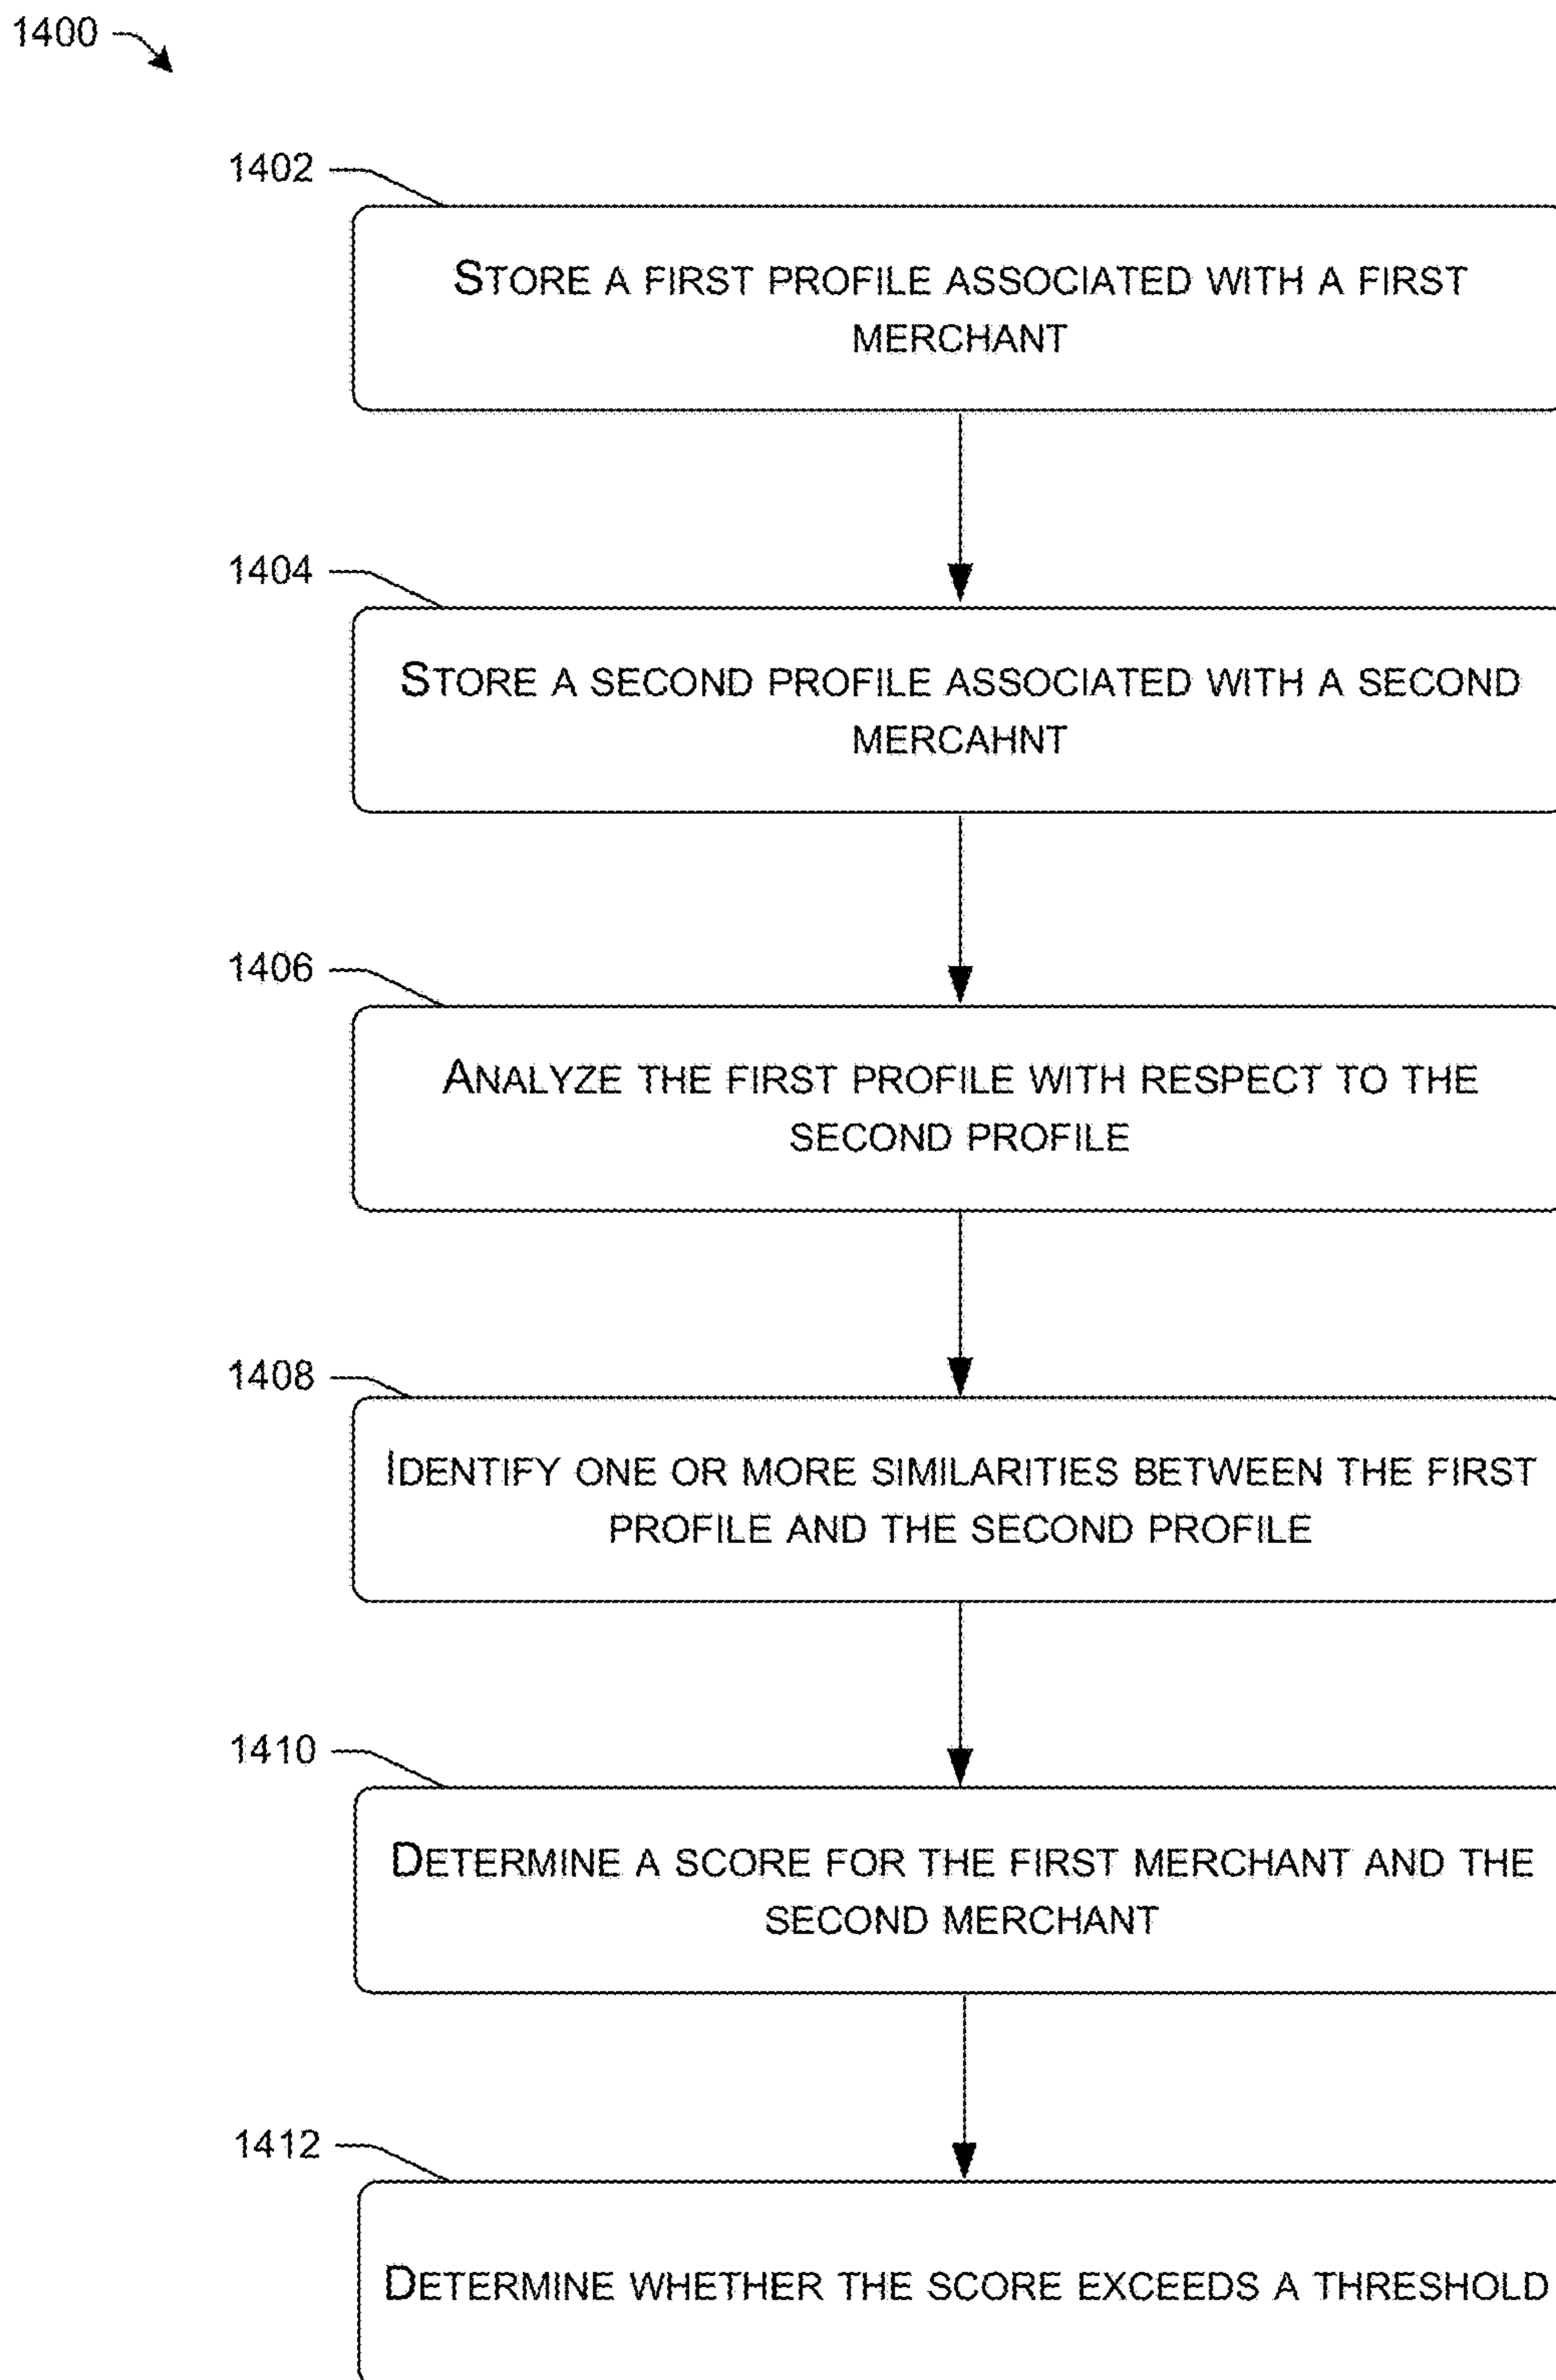 1400
1402
STORE A FIRST PROFILE ASSOCIATED WITH A FIRST
MERCHANT
1404
STORE A SECOND PROFILE ASSOCIATED WITH A SECOND
MERCAHNT
1406
ANALYZE THE FIRST PROFILE WITH RESPECT TO THE
SECOND PROFILE
1408
IDENTIFY ONE OR MORE SIMILARITIES BETWEEN THE FIRST
PROFILE AND THE SECOND PROFILE
1410
DETERMINE A SCORE FOR THE FIRST MERCHANT AND THE
SECOND MERCHANT
1412
DETERMINE WHETHER THE SCORE EXCEEDS A THRESHOLD